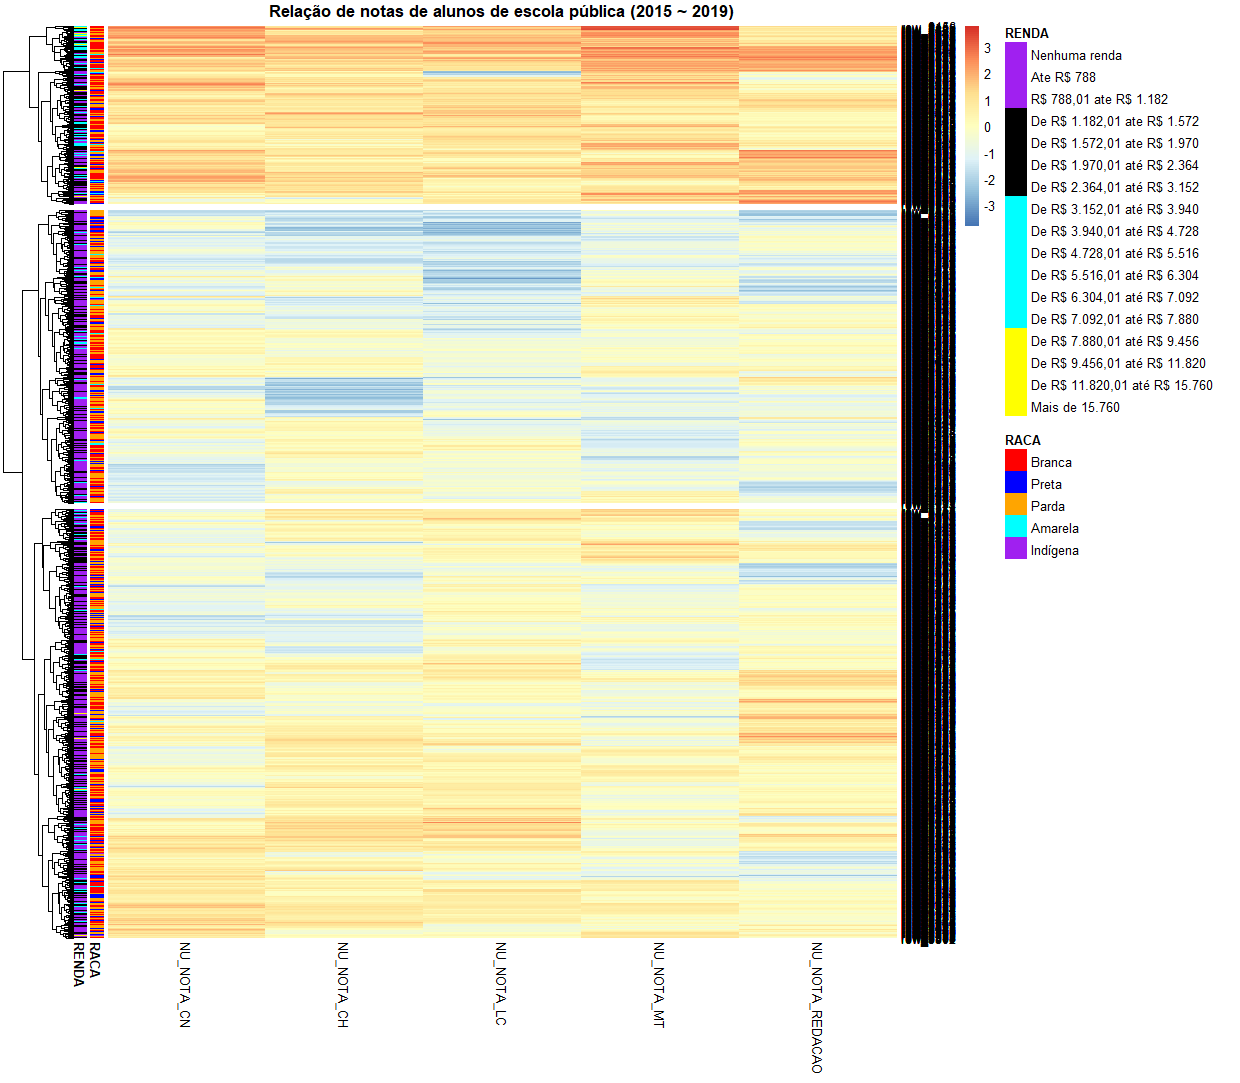 Relação de notas de alunos de escola pública (2015 ~ 2019)
3
2
1
0
-1
-2
-3
RENDA
Nenhuma renda
Ate R$ 788
R$ 788,01 ate R$ 1.182
De R$ 1.182,01 até R$ 1.572
De R$ 1.572,01 até R$ 1.970
De R$ 1.970,01 até R$ 2.364
De R$ 2.364,01 até R$ 3.152
De R$ 3.152,01 até R$ 3.940
De R$ 3.940,01 até R$ 4.728
De R$ 4.728,01 até R$ 5.516
De R$ 5.516,01 até R$ 6.304
De R$ 6.304,01 até R$ 7.092
De R$ 7.092,01 até R$ 7.880
De R$ 7.880,01 até R$ 9.456
De R$ 9.456,01 até R$ 11.820
De R$ 11.820,01 até R$ 15.760
Mais de 15.760
RACA
Branca
Preta
Parda
Amarela
Indígena
RENDA
RACA
NU_NOTA_CN
NU_NOTA_CH
NU_NOTA_LC
NU_NOTA_MT
NU_NOTA_REDACAO